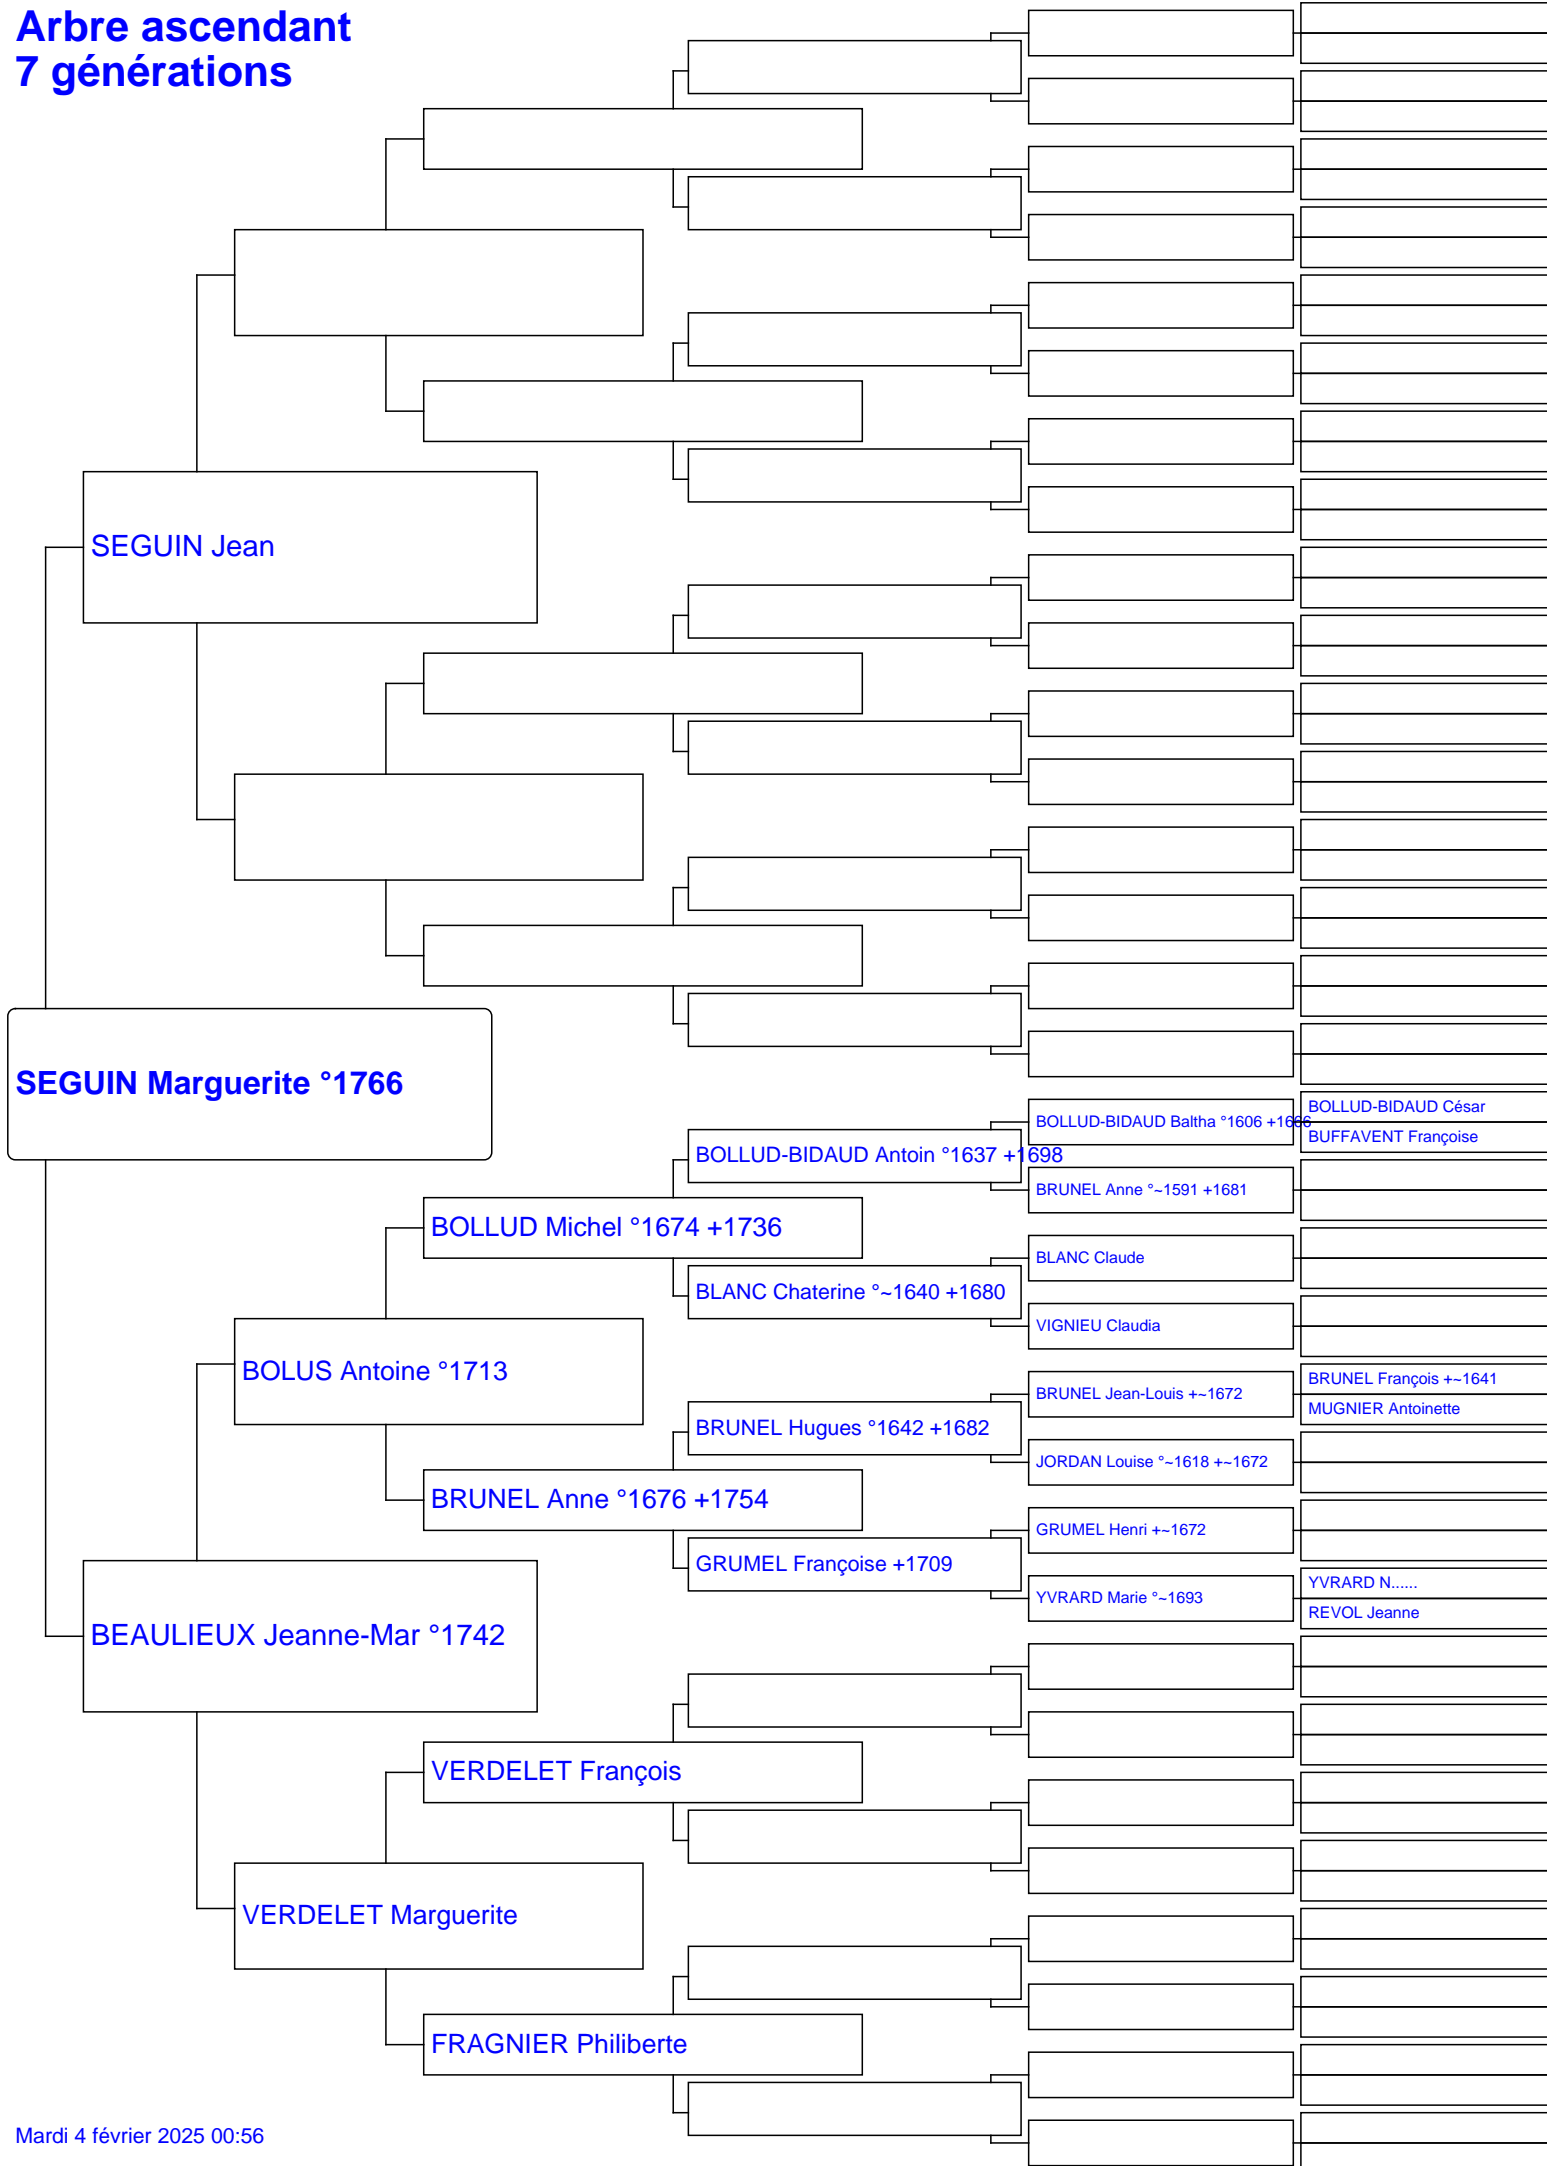 Arbre ascendant
7 générations
SEGUIN Jean
SEGUIN Marguerite °1766
BOLLUD-BIDAUD César
BOLLUD-BIDAUD Baltha °1606 +1666
BUFFAVENT Françoise
BOLLUD-BIDAUD Antoin °1637 +1698
BRUNEL Anne °~1591 +1681
BOLLUD Michel °1674 +1736
BLANC Claude
BLANC Chaterine °~1640 +1680
VIGNIEU Claudia
BOLUS Antoine °1713
BRUNEL François +~1641
BRUNEL Jean-Louis +~1672
MUGNIER Antoinette
BRUNEL Hugues °1642 +1682
JORDAN Louise °~1618 +~1672
BRUNEL Anne °1676 +1754
GRUMEL Henri +~1672
GRUMEL Françoise +1709
YVRARD N......
YVRARD Marie °~1693
REVOL Jeanne
BEAULIEUX Jeanne-Mar °1742
VERDELET François
VERDELET Marguerite
FRAGNIER Philiberte
Mardi 4 février 2025 00:56